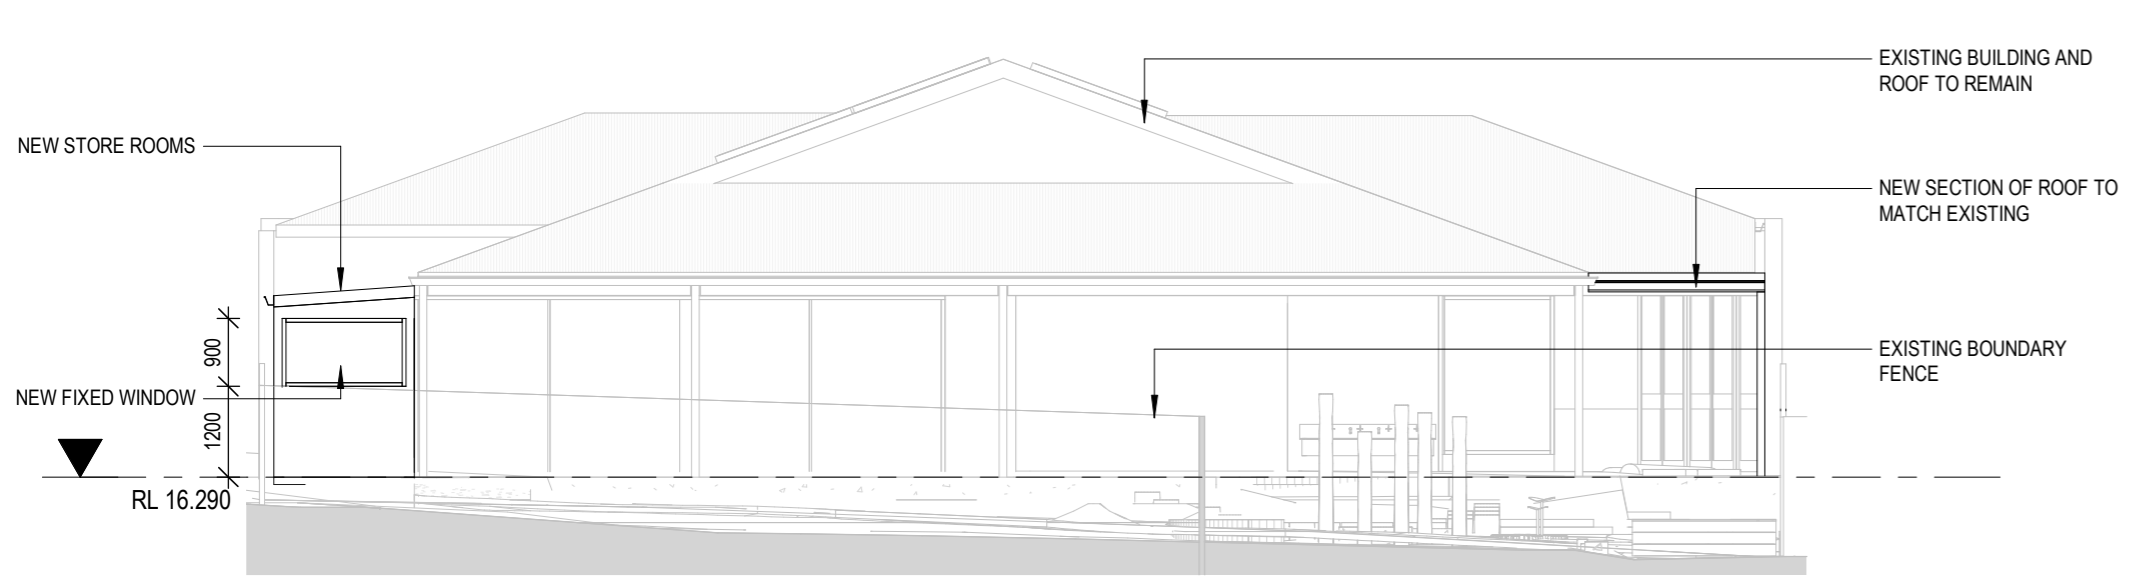 EXISTING BUILDING AND
ROOF TO REMAIN
NEW STORE ROOMS
NEW SECTION OF ROOF TO
MATCH EXISTING
900
EXISTING BOUNDARY
FENCE
NEW FIXED WINDOW
1200
RL 16.290